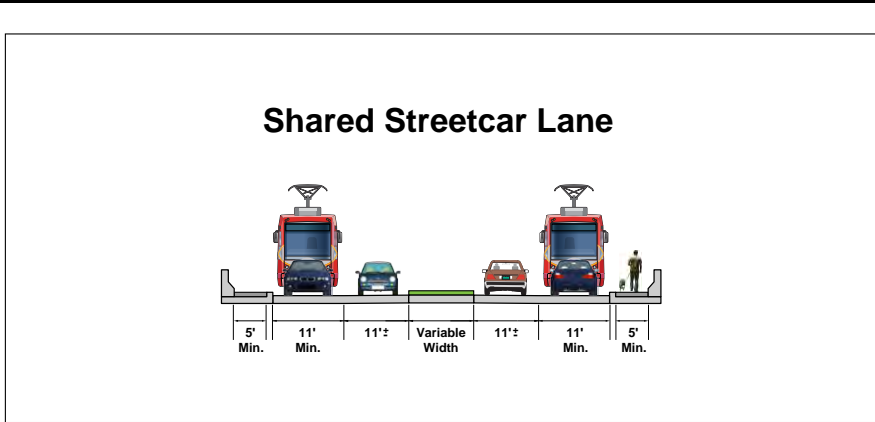 Shared Streetcar Lane
5' 11' 11'± Variable 11'± 11' 5'
Min. Min. Width Min. Min.